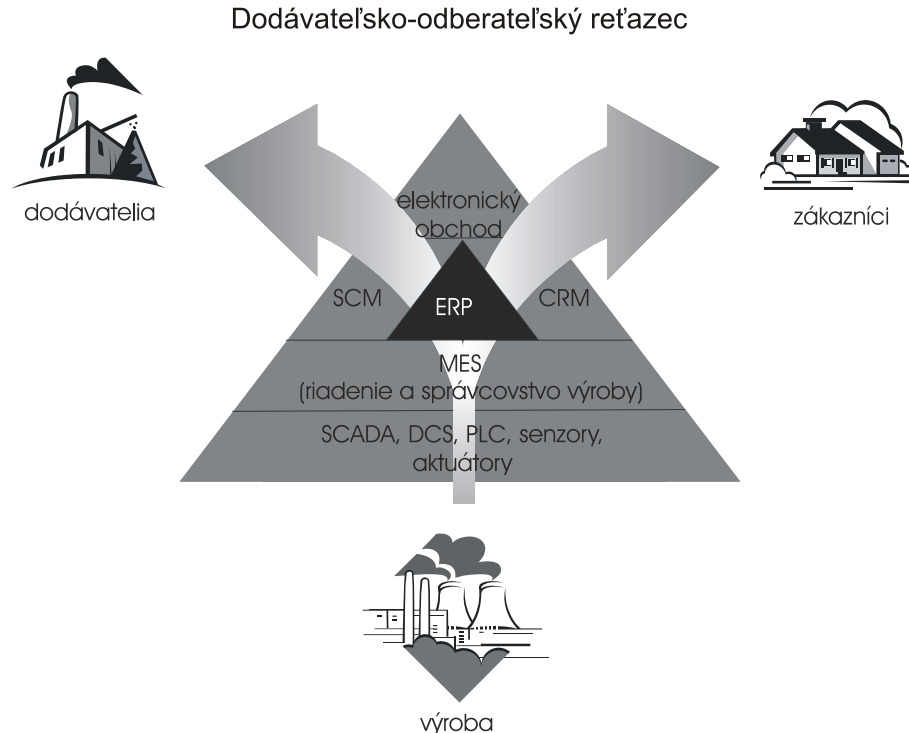 Dodávateľsko-odberateľský reťazec
dodávatelia
zákazníci
elektronický
obchod
SCM
ERP
CRM
MES
(riadenie a správcovstvo výroby)
SCADA, DCS, PLC, senzory,
aktuátory
výroba